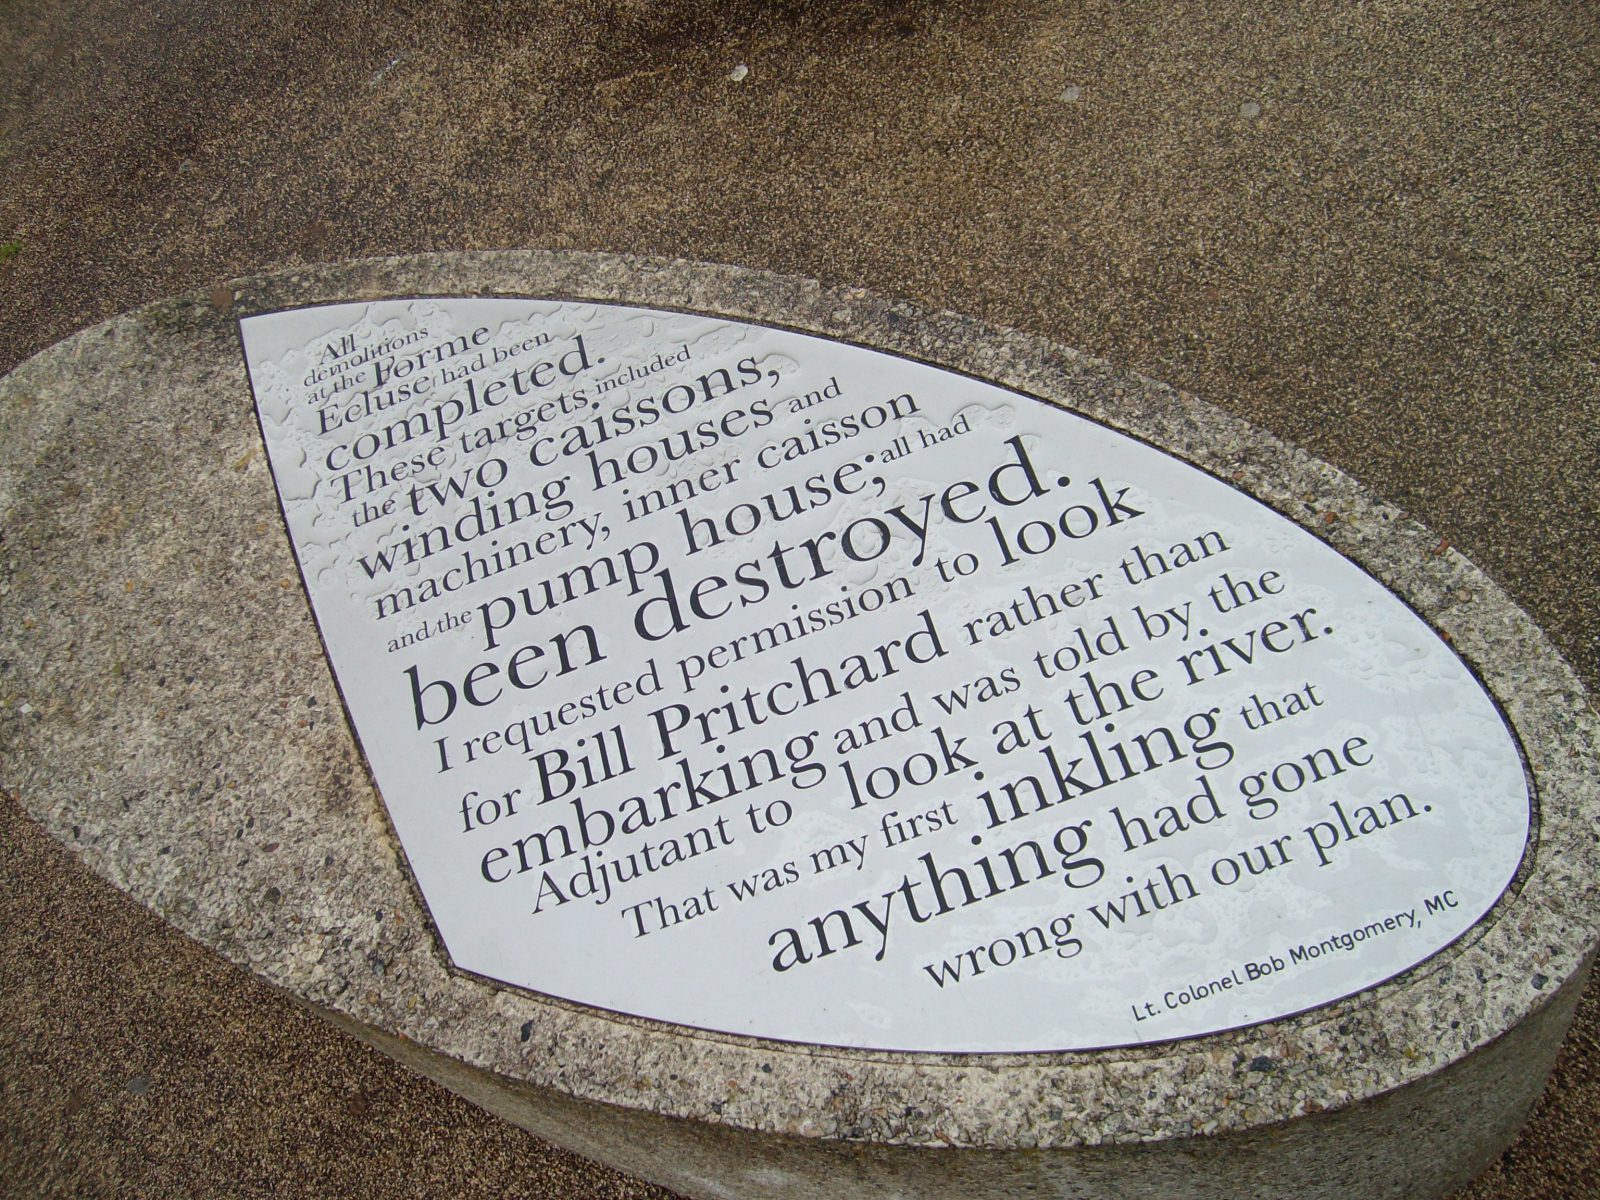 All
demolitions
at the Forme
Ecluse had been
completed.
These targets included
the two caissons,
winding houses and
machinery, inner caisson
and the pump house; all had
been destroyed.
I requested permission to look
for Bill Pritchard rather than
embarking and was told by the
Adjutant to look at the river.
That was my first inkling that
anything had gone
wrong with our plan.
Lt. Colonel Bob Montgomery, MC